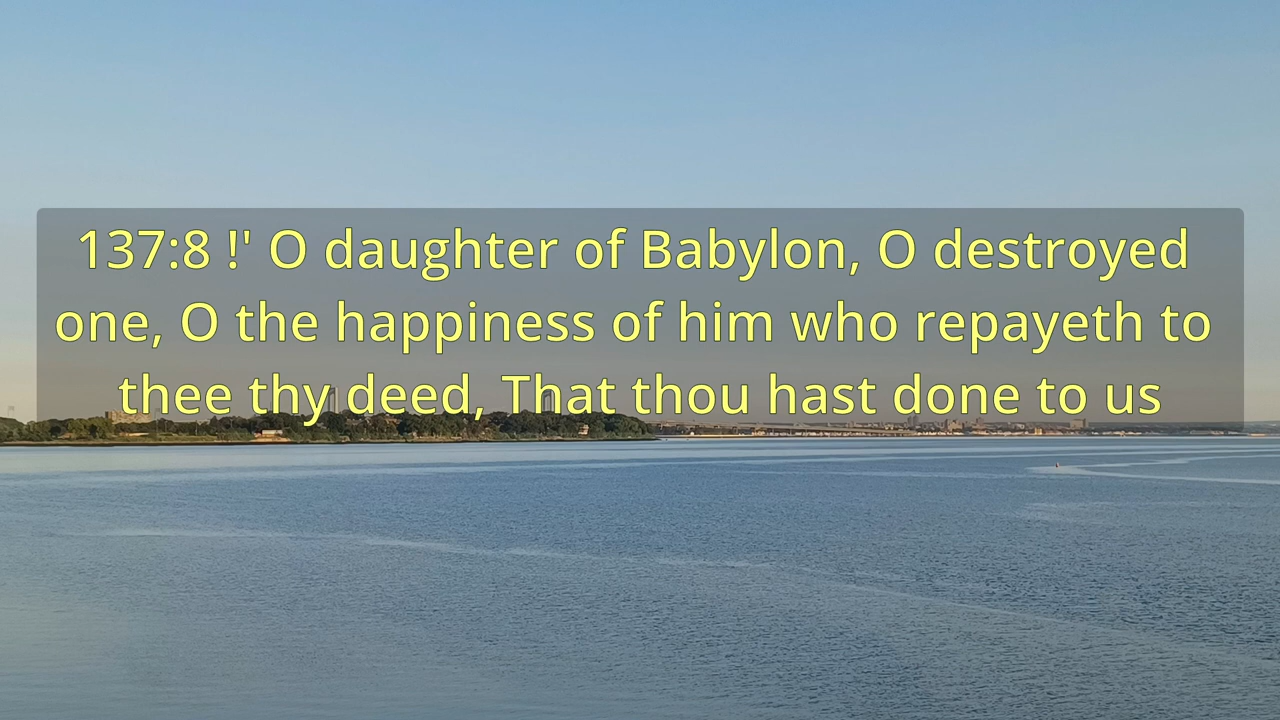 137:8 !' O daughter of Babylon, O destroyed
one, O the happiness of him who repayeth to
thee thy deed, That thou hast done to us